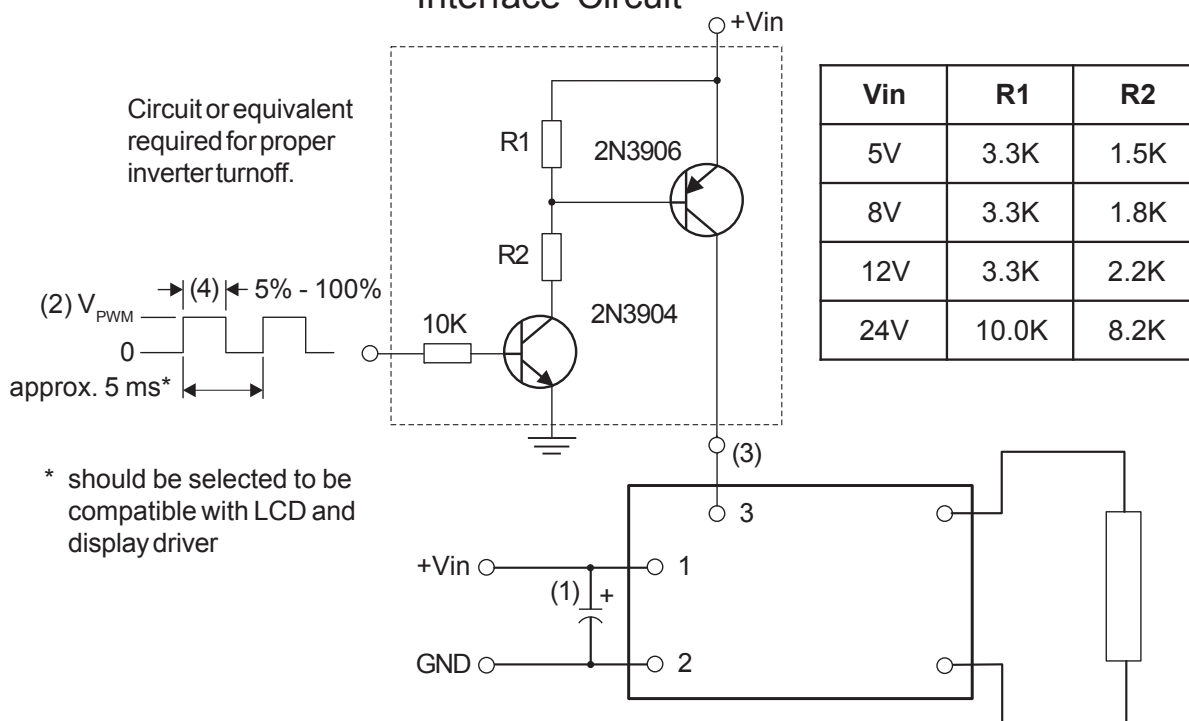 Interface Circuit
+Vin
Circuit or equivalent
required for proper
inverter turnoff.
R1
2N3906
R2
(2) VPWM
(4)
5% - 100%
0
approx. 5 ms*
10K
2N3904
(3)
* should be selected to be
compatible with LCD and
display driver
3
+Vin
1
(1)
+
GND
2
Vin R1 R2
5V 3.3K 1.5K
8V 3.3K 1.8K
12V 3.3K 2.2K
24V 10.0K 8.2K